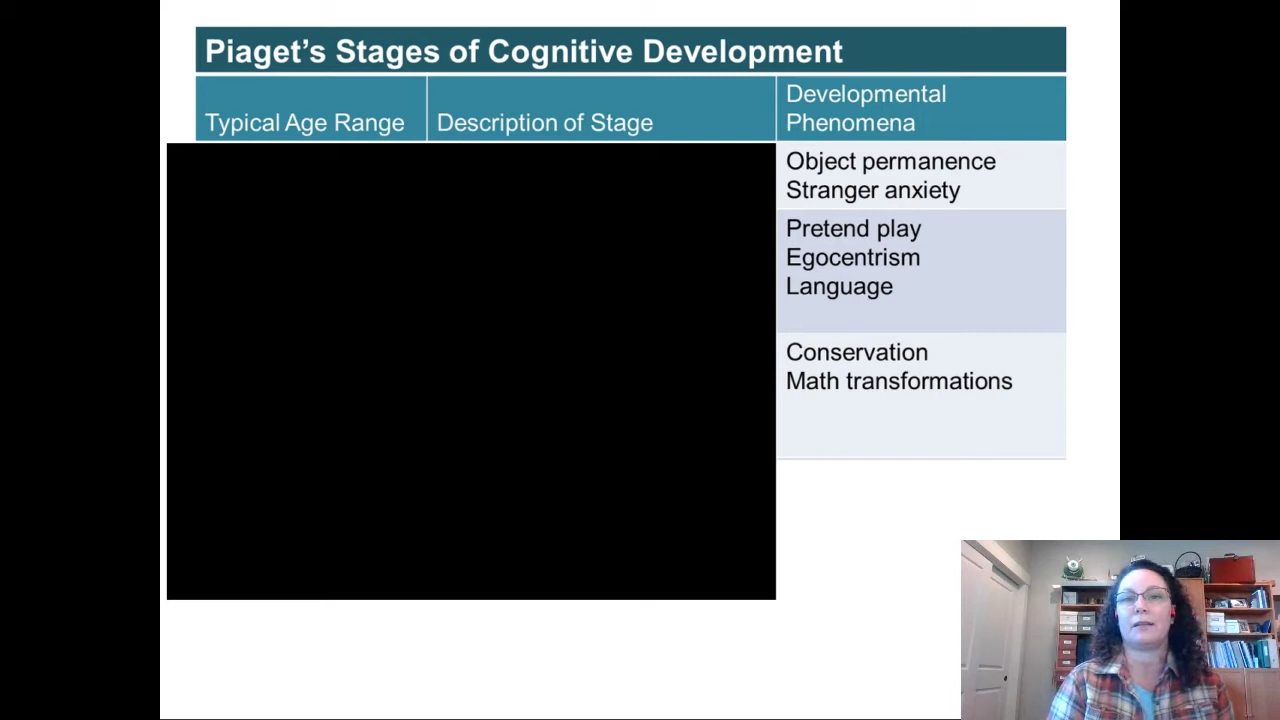 Piaget’s Stages of Cognitive Development
Typical Age Range
Description of Stage
Developmental
Phenomena
Object permanence
Stranger anxiety
Pretend play
Egocentrism
Language
Conservation
Math transformations